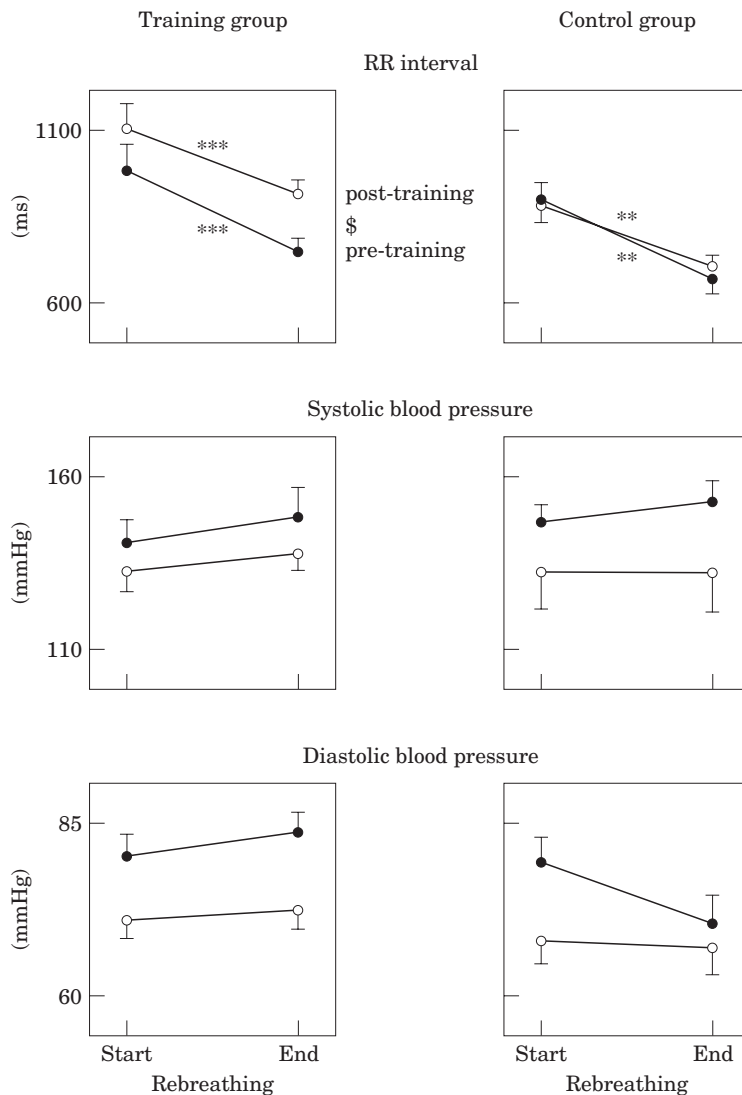 Training group
Control group
RR interval
1100
(ms)
600
***
***
post-training
$
pre-training
**
**
Systolic blood pressure
160
(mmHg)
110
Diastolic blood pressure
85
(mmHg)
60
Start
End
Rebreathing
Start
End
Rebreathing